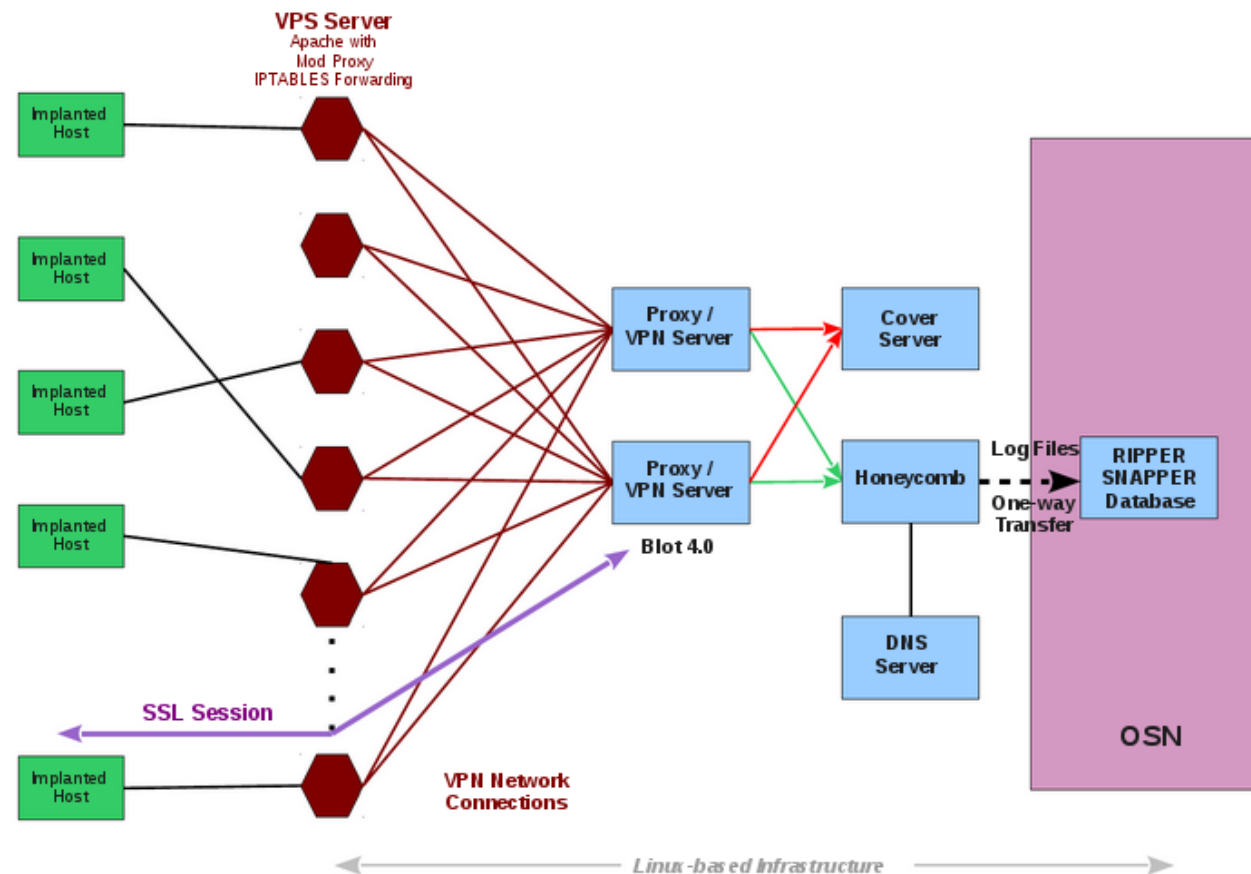 VPS Server
Apache with
Mod Proxy
IPTABLES Forwarding
Implanted
Host
Implanted
Host
Implanted
Host
Implanted
Host
Implanted
Host
Proxy /
VPN Server
Cover
Server
Proxy /
VPN Server
Blot 4.0
Honeycomb
Log Files
One-way
Transfer
RIPPER
SNAPPER
Database
DNS
Server
SSL Session
OSN
VPN Network
Connections
Linux-based Infrastructure